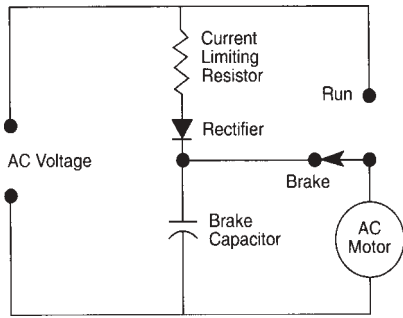 Current
Limiting
Resistor
Run
Rectifier
AC Voltage
Brake
Brake
Capacitor
AC
Motor